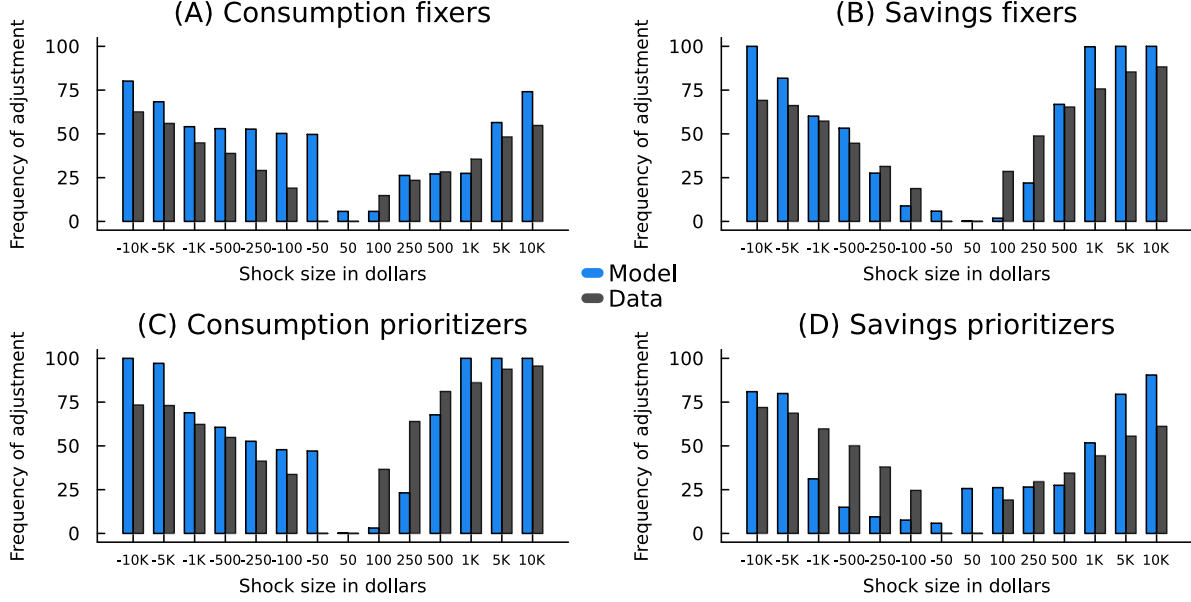 (A) Consumption fixers
Frequency of adjustment
100
75
50
25
0
-10K -5K -1K -500 -250 -100 -50 50 100 250 500 1K 5K 10K
Shock size in dollars
(B) Savings fixers
Frequency of adjustment
100
75
50
25
0
-10K -5K -1K -500 -250 -100 -50 50 100 250 500 1K 5K 10K
Shock size in dollars
Model
Data
(C) Consumption prioritizers
Frequency of adjustment
100
75
50
25
0
-10K -5K -1K -500 -250 -100 -50 50 100 250 500 1K 5K 10K
Shock size in dollars
(D) Savings prioritizers
Frequency of adjustment
100
75
50
25
0
-10K -5K -1K -500 -250 -100 -50 50 100 250 500 1K 5K 10K
Shock size in dollars